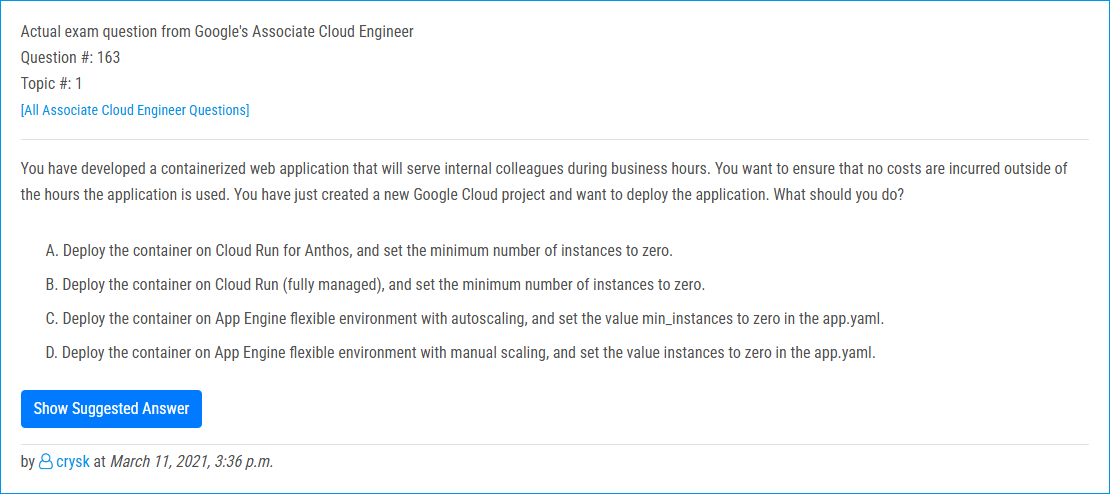 Actual exam question from Google's Associate Cloud Engineer
Question #: 163
Topic #: 1
[All Associate Cloud Engineer Questions]
You have developed a containerized web application that will serve internal colleagues during business hours. You want to ensure that no costs are incurred outside of
the hours the application is used. You have just created a new Google Cloud project and want to deploy the application. What should you do?
A. Deploy the container on Cloud Run for Anthos, and set the minimum number of instances to zero.
B. Deploy the container on Cloud Run (fully managed), and set the minimum number of instances to zero.
C. Deploy the container on App Engine flexible environment with autoscaling, and set the value min_instances to zero in the app.yaml.
D. Deploy the container on App Engine flexible environment with manual scaling, and set the value instances to zero in the app.yaml.
Show Suggested Answer
by crysk at March 11, 2021, 3:36 p.m.